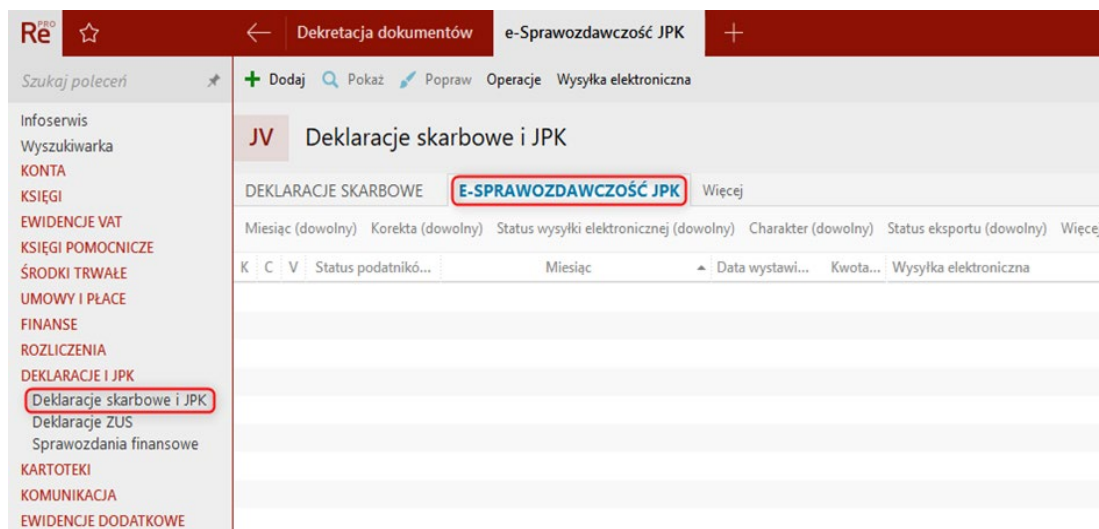 Re PRO
Dekretacja dokumentów
e-Sprawozdawczość JPK
Szukaj poleceń
Dodaj Pokaż Popraw Operacje Wysyłka elektroniczna
Infoserwis
Wyszukiwarka
KONTA
KSIĘGI
EWIDENCJE VAT
KSIĘGI POMOCNICZE
ŚRODKI TRWAŁE
UMOWY I PŁACE
FINANSE
ROZLICZENIA
DEKLARACJE I JPK
Deklaracje skarbowe i JPK
Deklaracje ZUS
Sprawozdania finansowe
KARTOTEKI
KOMUNIKACJA
EWIDENCJE DODATKOWE
JV Deklaracje skarbowe i JPK
DEKLARACJE SKARBOWE E-SPRAWOZDAWCZOŚĆ JPK Więcej
Miesiąc (dowolny) Korekta (dowolny) Status wysyłki elektronicznej (dowolny) Charakter (dowolny) Status eksportu (dowolny) Więcej
K C V Status podatnikó... Miesiąc Data wystawi... Kwota... Wysyłka elektroniczna